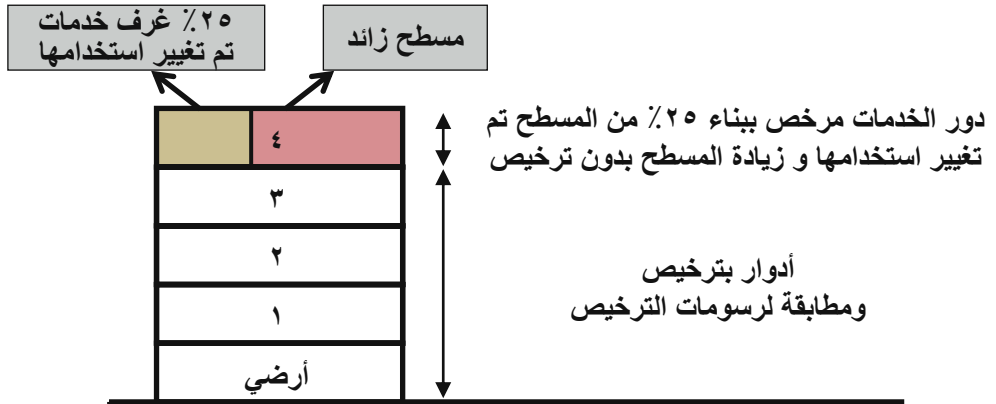 ٢٥٪ غرف خدمات
تم تغيير استخدامها
مسطح زائد
دور الخدمات مرخص ببناء ٢٥٪ من المسطح تم
تغيير استخدامها و زيادة المسطح بدون ترخيص
٤
٣
٢
١
أرضي
أدوار بترخيص
ومطابقة لرسومات الترخيص